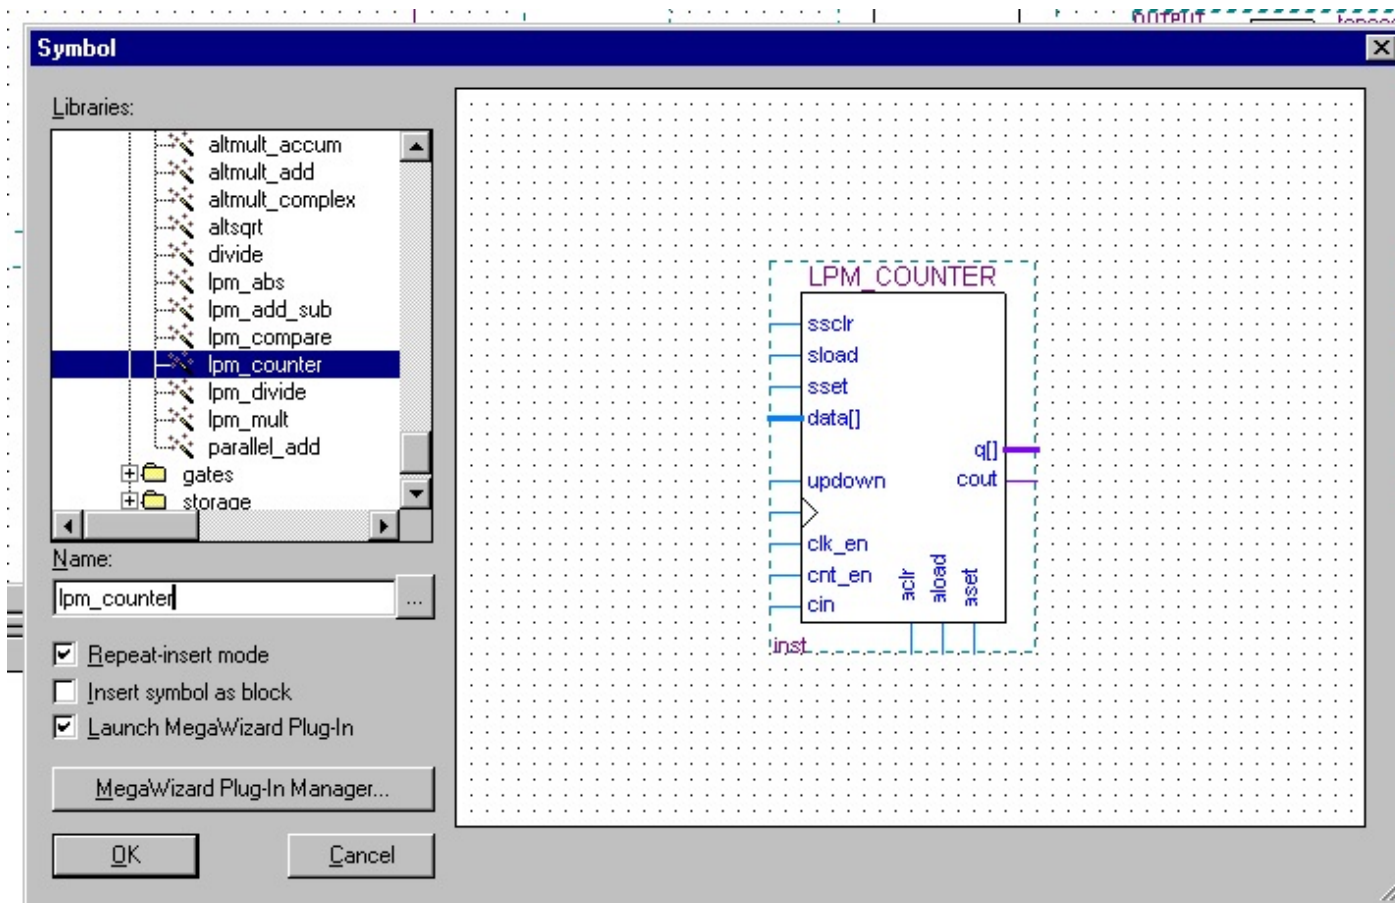 OUTPUT
Symbol
Libraries:
altmult_accum
altmult_add
altmult_complex
altsqrt
divide
lpm_abs
lpm_add_sub
lpm_compare
lpm_counter
lpm_divide
lpm_mult
parallel_add
gates
storage
Name:
lpm_counter
...
Repeat-insert mode
Insert symbol as block
Launch MegaWizard Plug-In
MegaWizard Plug-In Manager...
OK
Cancel
LPM_COUNTER
ssclr
sload
sset
data[]
q[]
updown
cout
clk_en
cnt_en
cin
aclr
aload
aset
inst